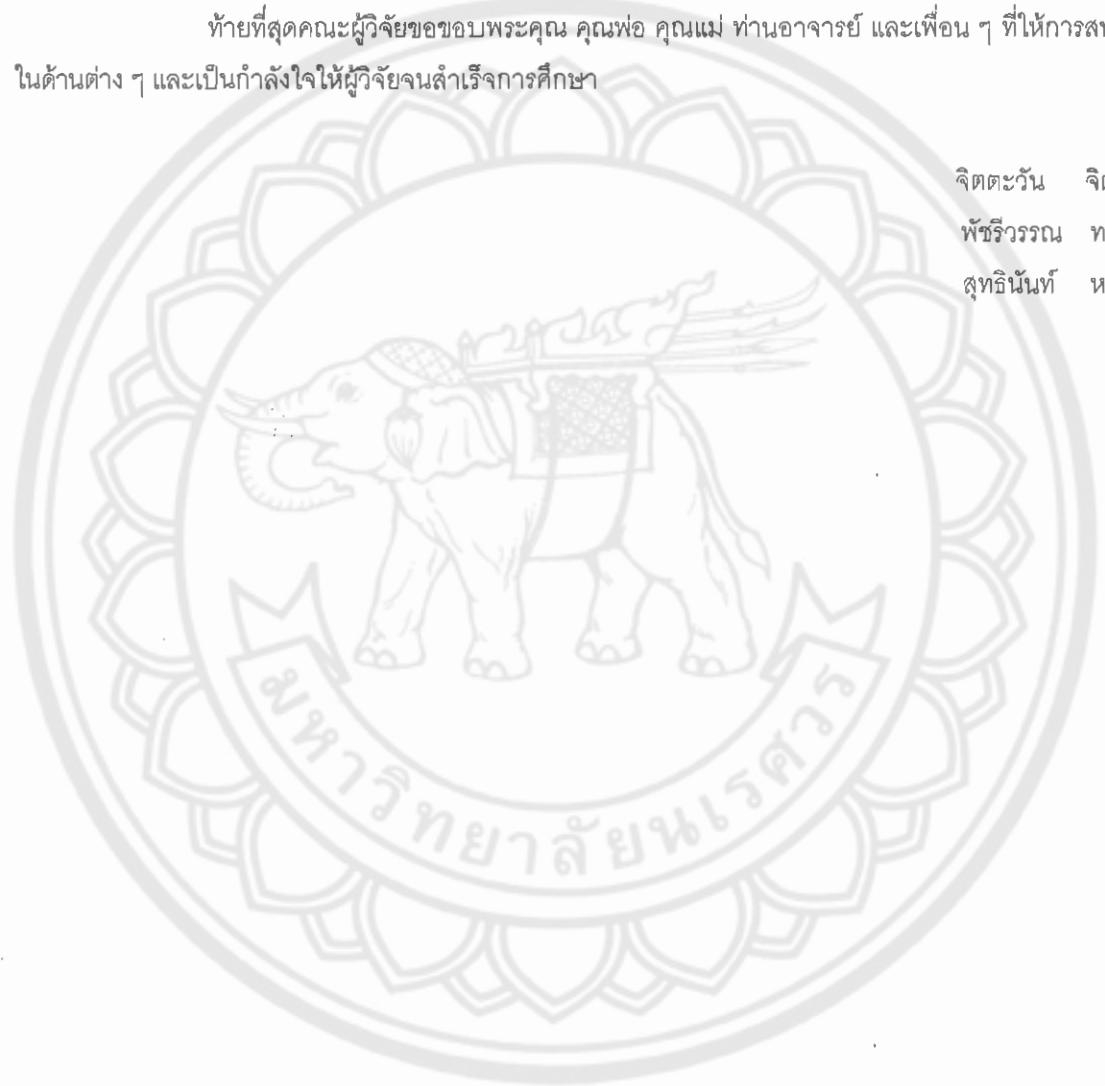 ท้ายที่สุดคณะผู้วิจัยขอขอบพระคุณ คุณพ่อ คุณแม่ ท่านอาจารย์ และเพื่อน ๆ ที่ให้การ
ในด้านต่าง ๆ และเป็นกำลังใจให้ผู้วิจัยจนสำเร็จการศึกษา
จิตตะวัน
พัชรีวรรณ
สุทธินันท์
มหาวิทยาลัยนเรศวร